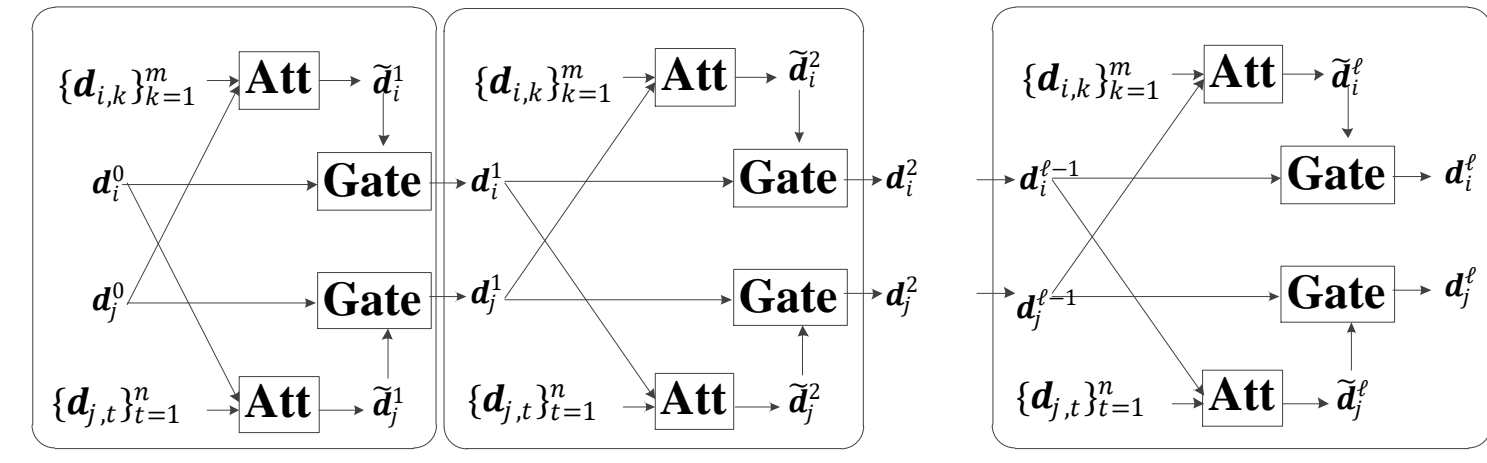 {d_{i,k}}_{k=1}^{m} Att d̃_i^1
d_i^0 Gate
d_j^0 Gate
{d_{j,t}}_{t=1}^{n} Att d̃_j^1
{d_{i,k}}_{k=1}^{m} Att d̃_i^2
d_i^1 Gate d_i^2
d_j^1 Gate d_j^2
{d_{j,t}}_{t=1}^{n} Att d̃_j^2
{d_{i,k}}_{k=1}^{m} Att d̃_i^ℓ
d_i^{ℓ-1} Gate d_i^ℓ
d_j^{ℓ-1} Gate d_j^ℓ
{d_{j,t}}_{t=1}^{n} Att d̃_j^ℓ